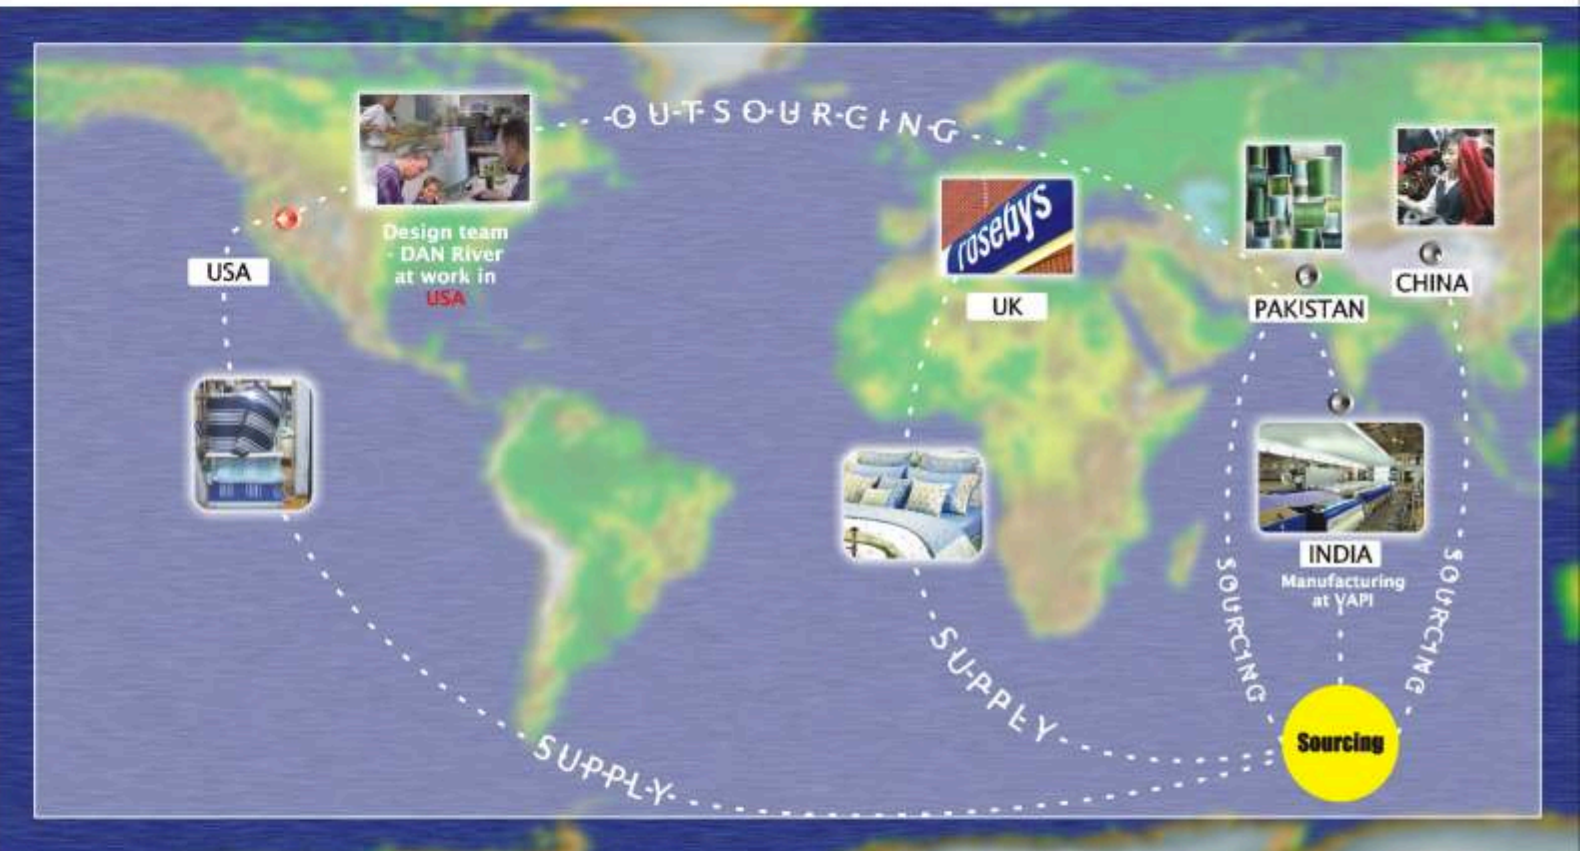 OUTSOURCING
Design team
- DAN River
at work in
USA
USA
rosebys
UK
PAKISTAN
CHINA
INDIA
Manufacturing
at VAPI
SOURCING
SOURCING
SUPPLY
SUPPLY
Sourcing